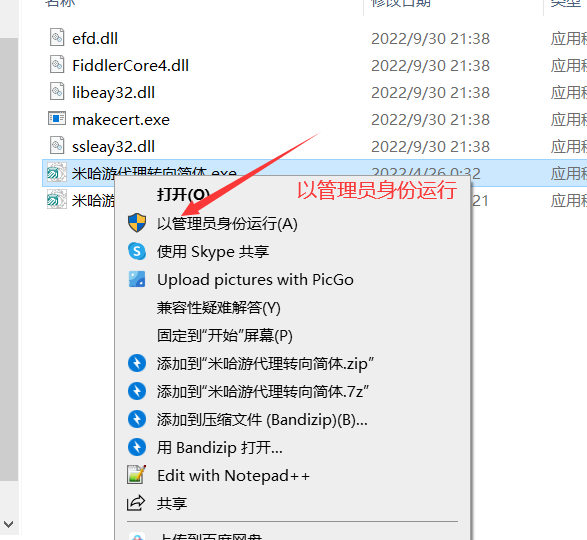 名称 修改日期 类型
efd.dll 2022/9/30 21:38 应用
FiddlerCore4.dll 2022/9/30 21:38 应用
libeay32.dll 2022/9/30 21:38 应用
makecert.exe 2022/9/30 21:38 应用
ssleay32.dll 2022/9/30 21:38 应用
米哈游代理转向简体.exe 2022/4/26 0:32 应用
米哈游 21 应用
打开(O)
以管理员身份运行
以管理员身份运行(A)
使用 Skype 共享
Upload pictures with PicGo
兼容性疑难解答(Y)
固定到“开始”屏幕(P)
添加到“米哈游代理转向简体.zip”
添加到“米哈游代理转向简体.7z”
添加到压缩文件 (Bandizip)(B)...
用 Bandizip 打开...
Edit with Notepad++
共享
上传到百度网盘